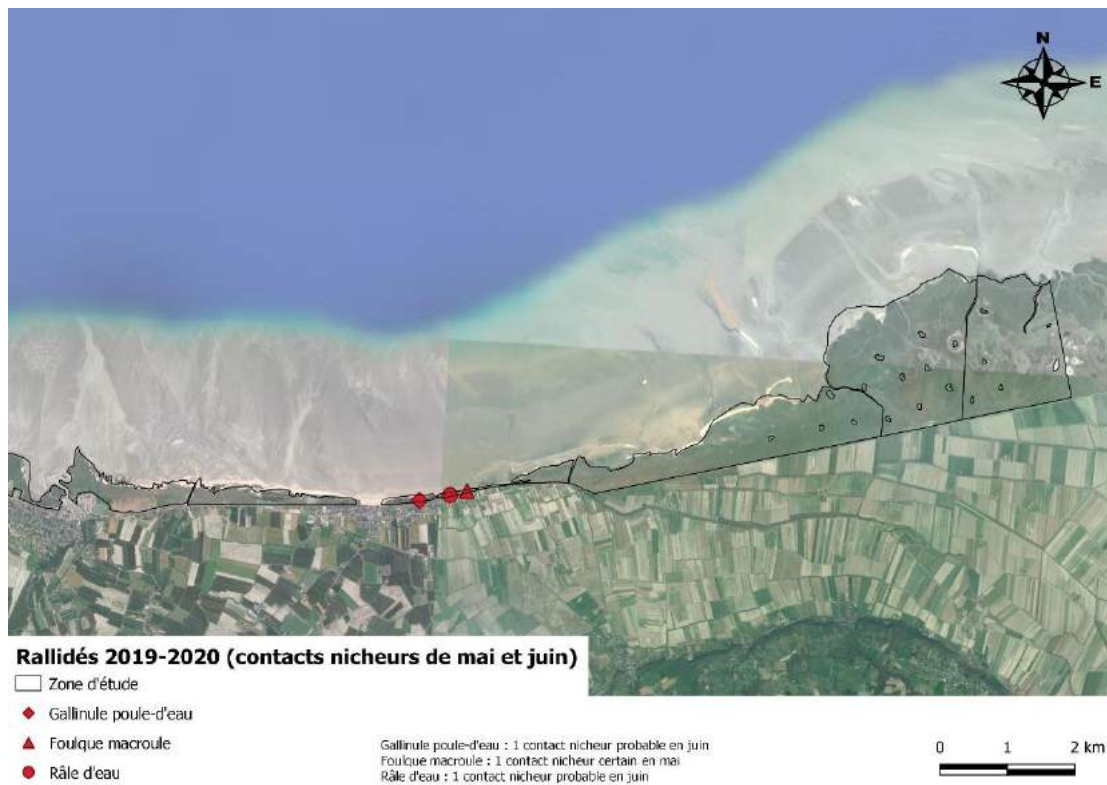 N
E
Rallidés 2019-2020 (contacts nicheurs de mai et juin)
Zone d'étude
Gallinule poule-d'eau
Foulque macroule
Râle d'eau
Gallinule poule-d'eau : 1 contact nicheur probable en juin
Foulque macroule : 1 contact nicheur certain en mai
Râle d'eau : 1 contact nicheur probable en juin
0 1 2 km